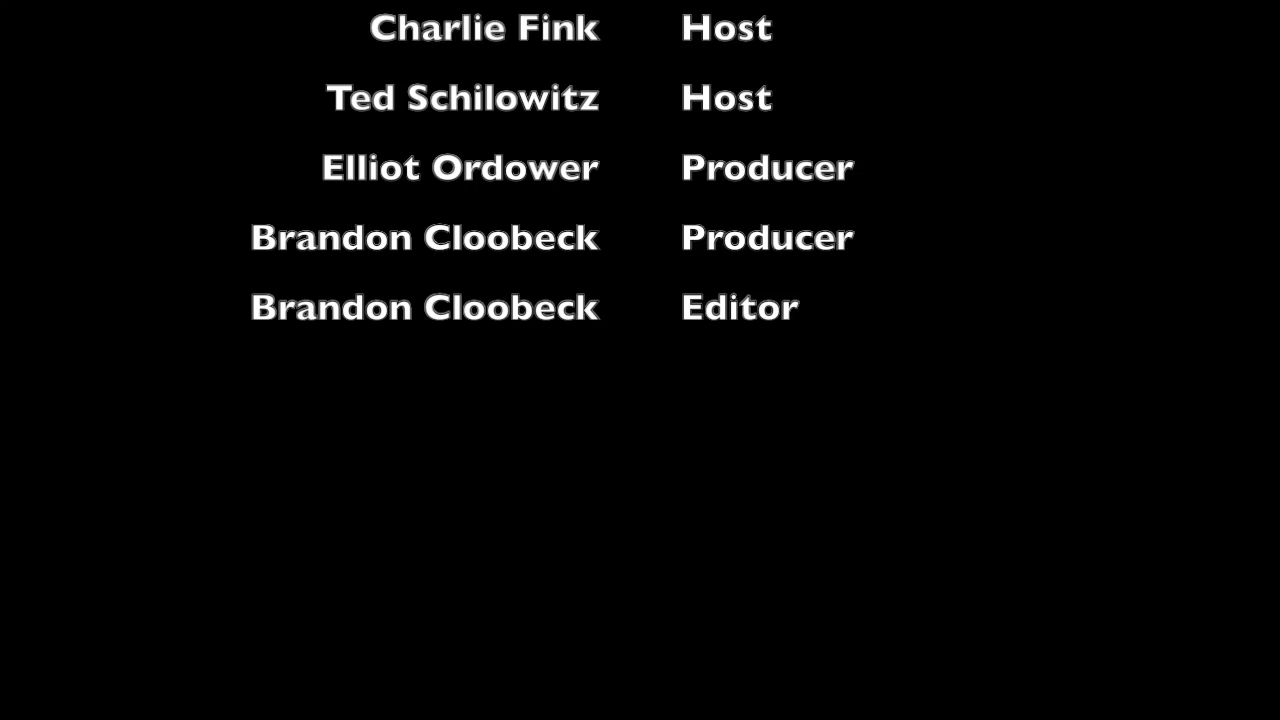 Charlie Fink Host
Ted Schilowitz Host
Elliot Ordower Producer
Brandon Cloobeck Producer
Brandon Cloobeck Editor